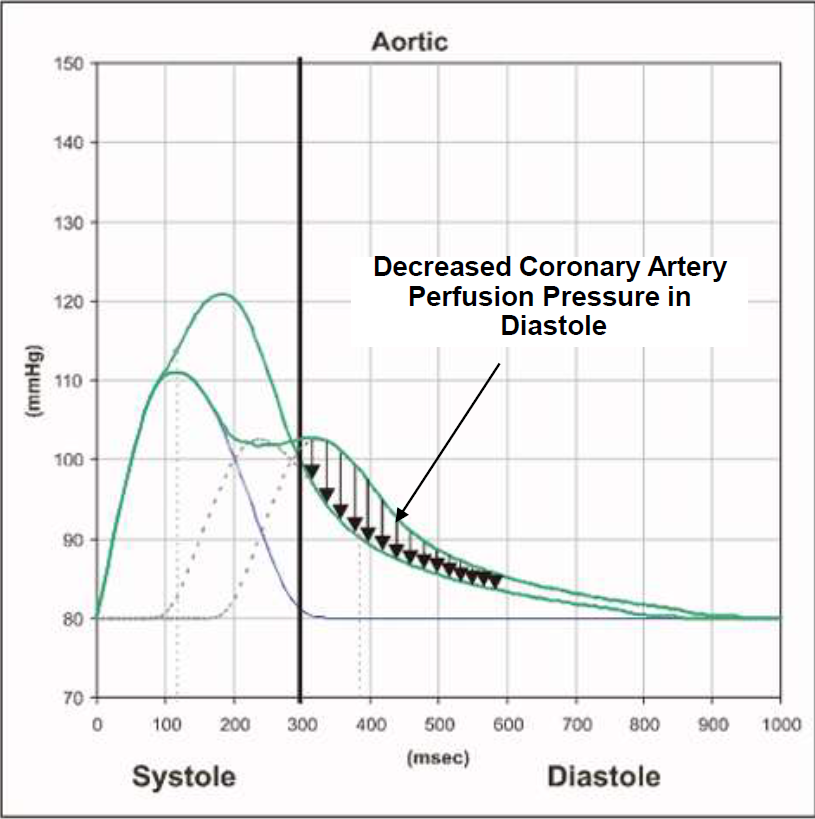 Aortic
150
140
130
120
110
100
90
80
70
(mmHg)
Decreased Coronary Artery
Perfusion Pressure in
Diastole
0 100 200 300 400 500 600 700 800 900 1000
(msec)
Systole Diastole